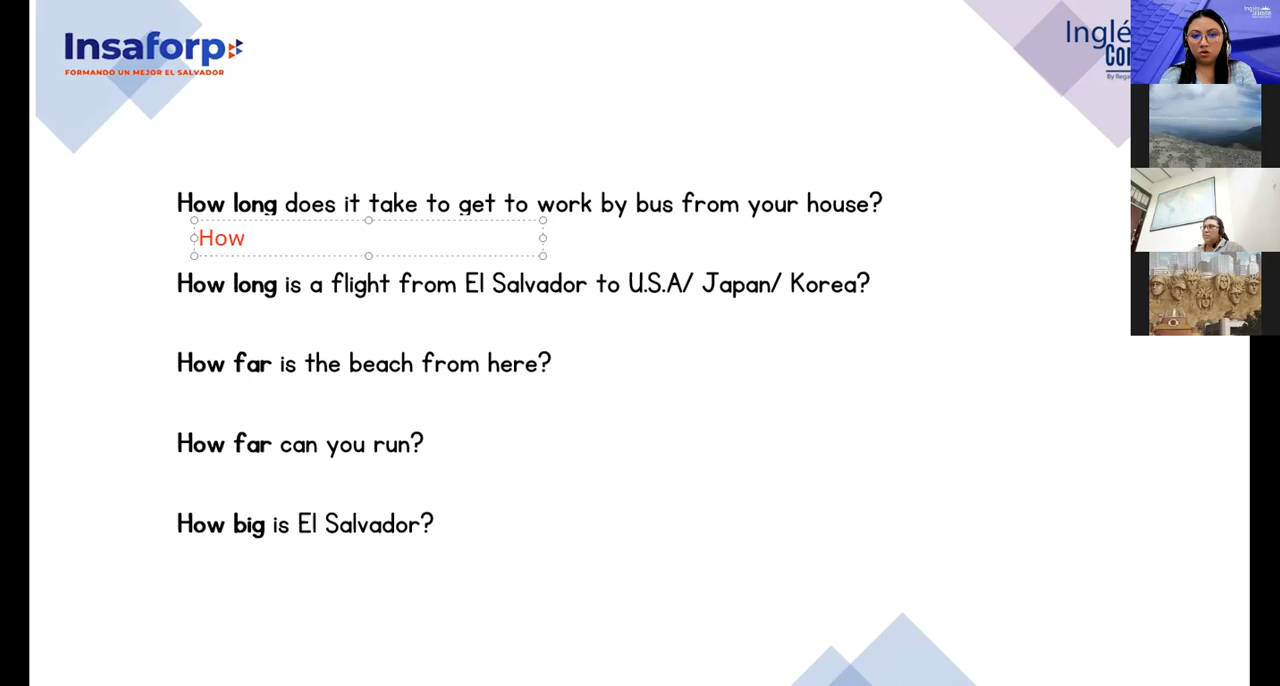 Insaforp
FORMANDO UN MEJOR EL SALVADOR
Inglé
Cor
How long does it take to get to work by bus from your house?
How
How long is a flight from El Salvador to U.S.A/ Japan/ Korea?
How far is the beach from here?
How far can you run?
How big is El Salvador?